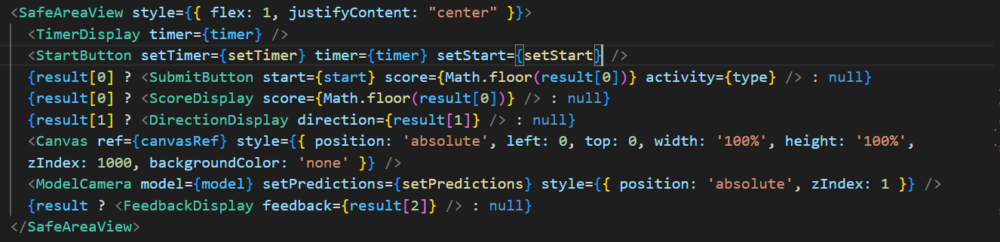 <SafeAreaView style={{ flex: 1, justifyContent: "center" }}>
<TimerDisplay timer={timer} />
<StartButton setTimer={setTimer} timer={timer} setStart={setStart} />
{result[0] ? <SubmitButton start={start} score={Math.floor(result[0])} activity={type} /> : null}
{result[0] ? <ScoreDisplay score={Math.floor(result[0])} /> : null}
{result[1] ? <DirectionDisplay direction={result[1]} /> : null}
<Canvas ref={canvasRef} style={{ position: 'absolute', left: 0, top: 0, width: '100%', height: '100%',
zIndex: 1000, backgroundColor: 'none' }} />
<ModelCamera model={model} setPredictions={setPredictions} style={{ position: 'absolute', zIndex: 1 }} />
{result ? <FeedbackDisplay feedback={result[2]} /> : null}
</SafeAreaView>